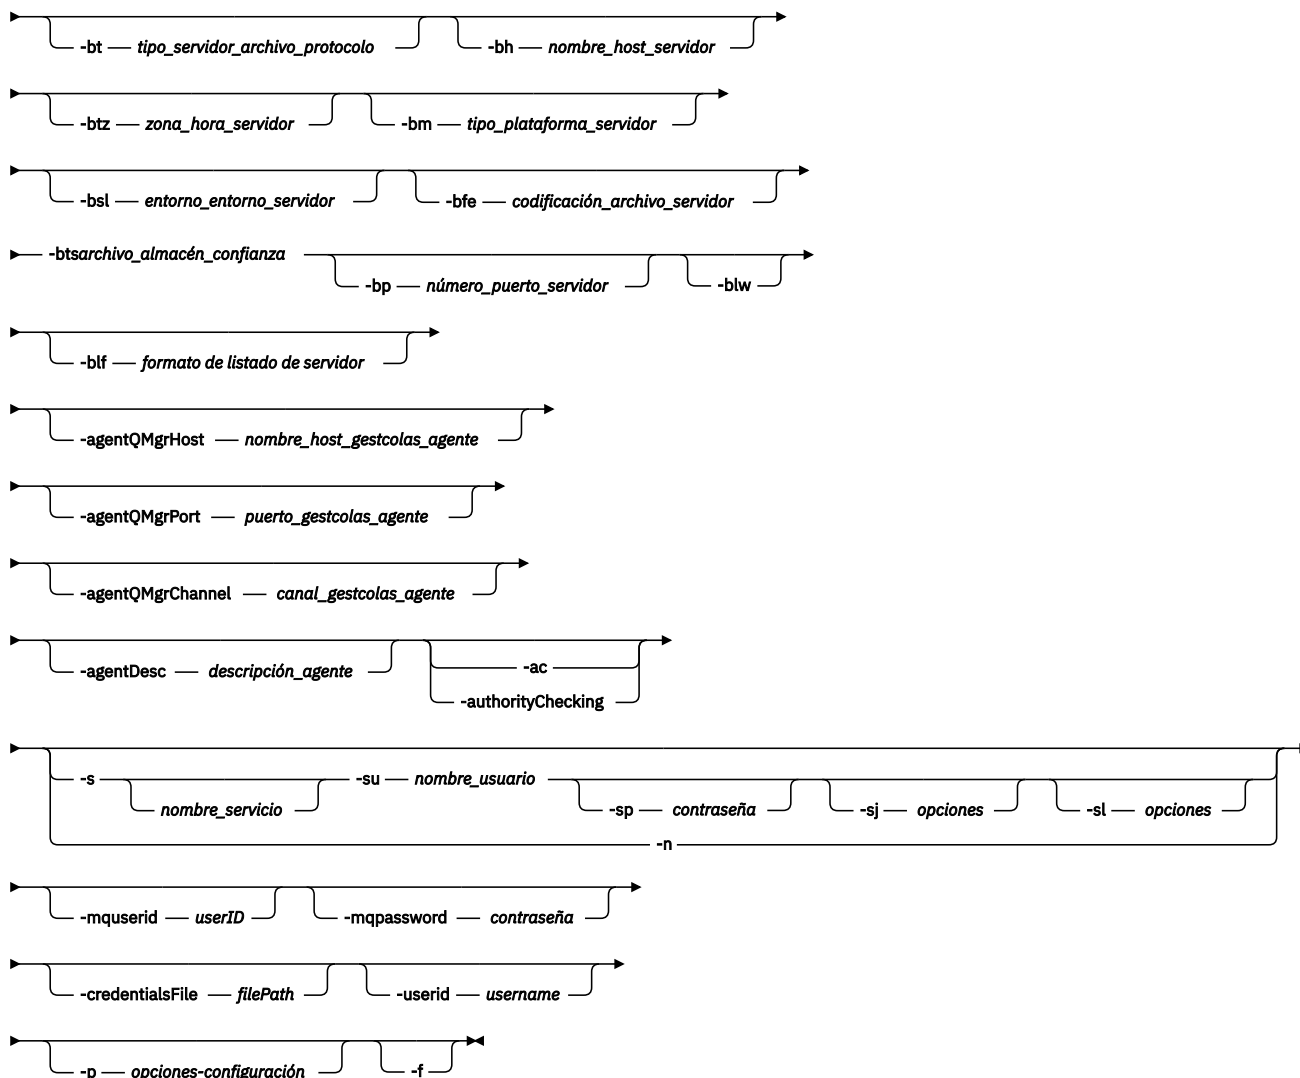 -bt tipo_servidor_archivo_protocolo -bh nombre_host_servidor
-btz zona_hora_servidor -bm tipo_plataforma_servidor
-bsl entorno_entorno_servidor -bfe codificación_archivo_servidor
-btsarchivo_almacén_confianza
-bp número_puerto_servidor -blw
-blf formato de listado de servidor
-agentQMgrHost nombre_host_gestcolas_agente
-agentQMgrPort puerto_gestcolas_agente
-agentQMgrChannel canal_gestcolas_agente
-agentDesc descripción_agente -ac
-authorityChecking
-s -su nombre_usuario
nombre_servicio -sp contraseña -sj opciones -sl opciones
-n
-mquserid userID -mqpassword contraseña
-credentialsFile filePath -userid username
-p opciones-configuración -f